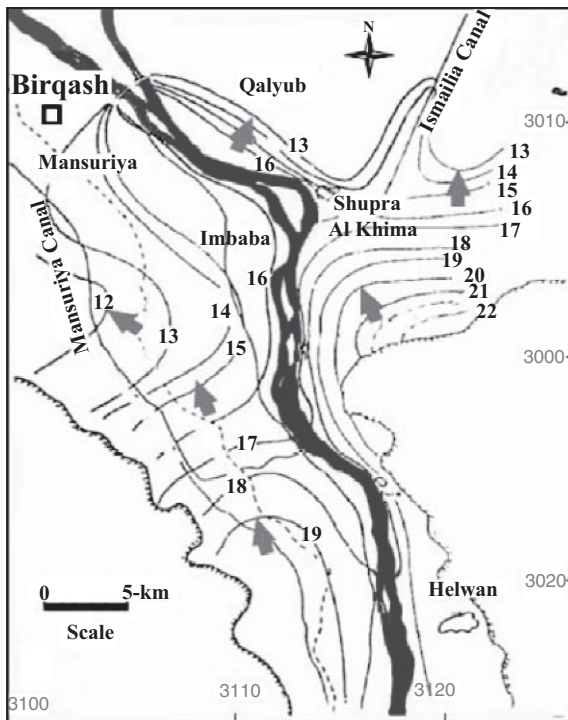 N
Ismailia Canal
Qalyub
Birqash
3010
13
13
14
Mansuriya
16
15
Shupra
16
Al Khima
17
Imbaba
18
Mansuriya Canal
16
19
20
12
21
14
22
13
15
3000
17
18
19
3020
0 5-km
Helwan
Scale
3100
3110
3120